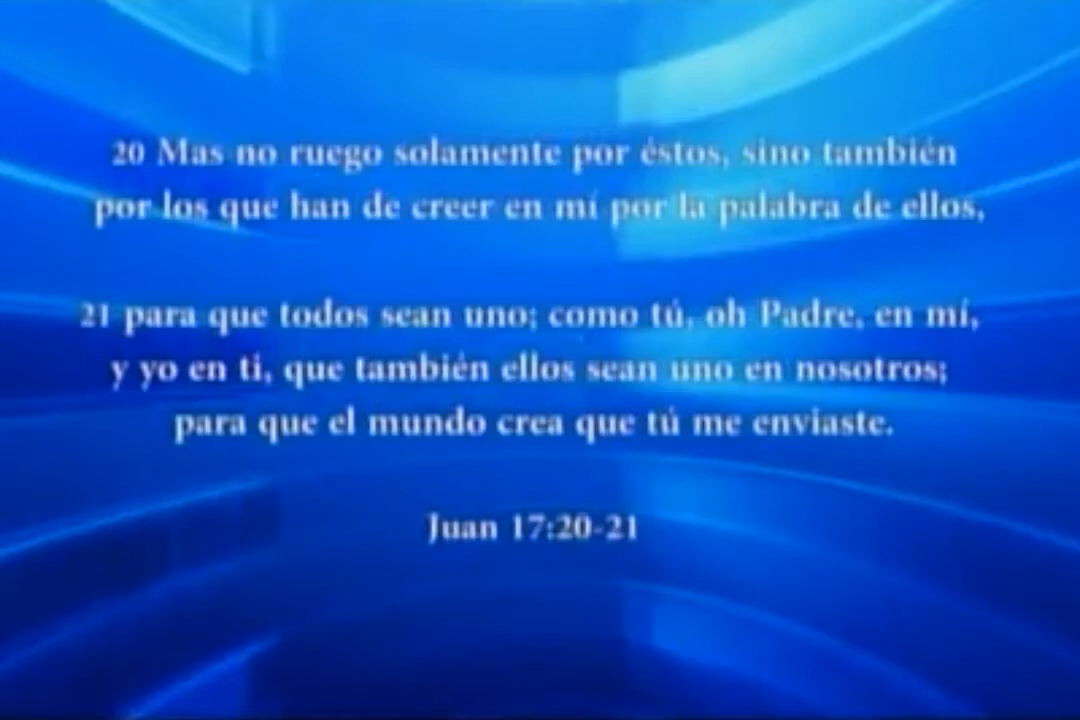 20 Mas no ruego solamente por éstos, sino también
por los que han de creer en mí por la palabra de ellos,
21 para que todos sean uno; como tú, oh Padre, en mí,
y yo en ti, que también ellos sean uno en nosotros;
para que el mundo crea que tú me enviaste.
Juan 17:20-21